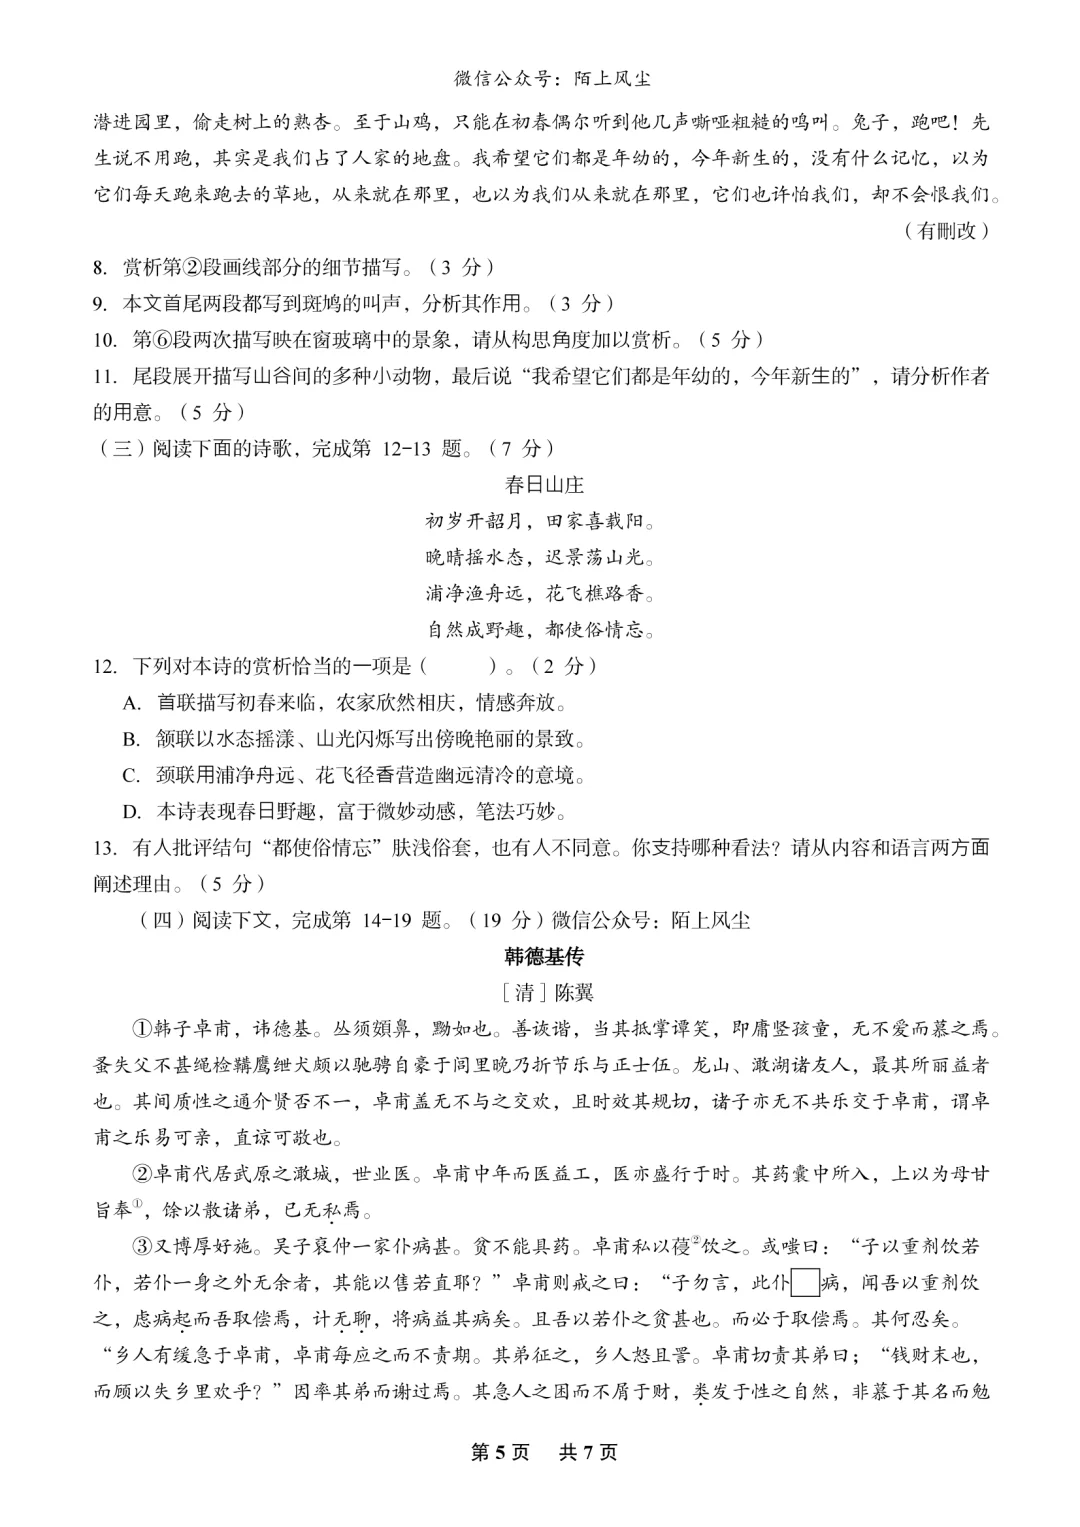 微信公众号：陌上风尘
潜进园里，偷走树上的熟杏。至于山鸡，只能在初春偶尔听到他几声嘶哑粗糙的鸣叫。兔子，跑吧！先
生说不用跑，其实是我们占了人家的地盘。我希望它们都是年幼的，今年新生的，没有什么记忆，以为
它们每天跑来跑去的草地，从来就在那里，也以为我们从来就在那里，它们也许怕我们，却不会恨我们。
（有刪改）
8．赏析第②段画线部分的细节描写。（3 分）
9．本文首尾两段都写到斑鸠的叫声，分析其作用。（3 分）
10．第⑥段两次描写映在窗玻璃中的景象，请从构思角度加以赏析。（5 分）
11．尾段展开描写山谷间的多种小动物，最后说“我希望它们都是年幼的，今年新生的”，请分析作者
的用意。（5 分）
（三）阅读下面的诗歌，完成第 12-13 题。（7 分）
春日山庄
初岁开韶月，田家喜载阳。
晚晴摇水态，迟景荡山光。
浦净渔舟远，花飞樵路香。
自然成野趣，都使俗情忘。
12．下列对本诗的赏析恰当的一项是（　　）。（2 分）
A．首联描写初春来临，农家欣然相庆，情感奔放。
B．颔联以水态摇漾、山光闪烁写出傍晚艳丽的景致。
C．颈联用浦净舟远、花飞径香营造幽远清冷的意境。
D．本诗表现春日野趣，富于微妙动感，笔法巧妙。
13．有人批评结句“都使俗情忘”肤浅俗套，也有人不同意。你支持哪种看法？请从内容和语言两方面
阐述理由。（5 分）
（四）阅读下文，完成第 14-19 题。（19 分）微信公众号：陌上风尘
韩德基传
［清］陈翼
①韩子卓甫，讳德基。丛须頞鼻，黝如也。善诙谐，当其抵掌谭笑，即庸竖孩童，无不爱而慕之焉。
蚤失父不甚绳检鞲鹰绁犬颇以驰骋自豪于闾里晚乃折节乐与正士伍。龙山、澉湖诸友人，最其所丽益者
也。其间质性之通介贤否不一，卓甫盖无不与之交欢，且时效其规切，诸子亦无不共乐交于卓甫，谓卓
甫之乐易可亲，直谅可敬也。
②卓甫代居武原之澉城，世业医。卓甫中年而医益工，医亦盛行于时。其药囊中所入，上以为母甘
旨奉①，馀以散诸弟，已无私焉。
③又博厚好施。吴子裒仲一家仆病甚。贫不能具药。卓甫私以葠②饮之。或嗤曰：“子以重剂饮若
仆，若仆一身之外无余者，其能以售若直耶？”卓甫则戒之曰：“子勿言，此仆□病，闻吾以重剂饮
之，虑病起而吾取偿焉，计无聊，将病益其病矣。且吾以若仆之贫甚也。而必于取偿焉。其何忍矣。
“乡人有缓急于卓甫，卓甫每应之而不责期。其弟征之，乡人怒且詈。卓甫切责其弟曰；“钱财末也，
而顾以失乡里欢乎？”因率其弟而谢过焉。其急人之困而不屑于财，类发于性之自然，非慕于其名而勉
第 5 页 共 7 页